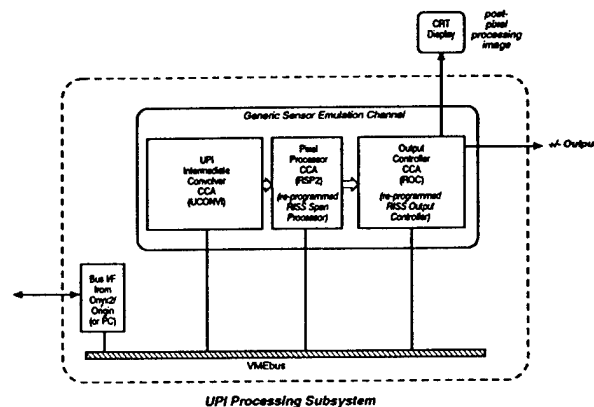 CRT
Display
post-
pixel
processing
image
Generic Sensor Emulation Channel
UPI
Intermediate
Convolver
CCA
(UCONVI)
Pixel
Processor
CCA
(RSP2)
(re-programmed
RISS Span
Processor)
Output
Controller
CCA
(ROC)
(re-programmed
RISS Output
Controller)
+/- Output
Bus I/F
from
Onyx2/
Origin
(or PC)
VMEbus
UPI Processing Subsystem